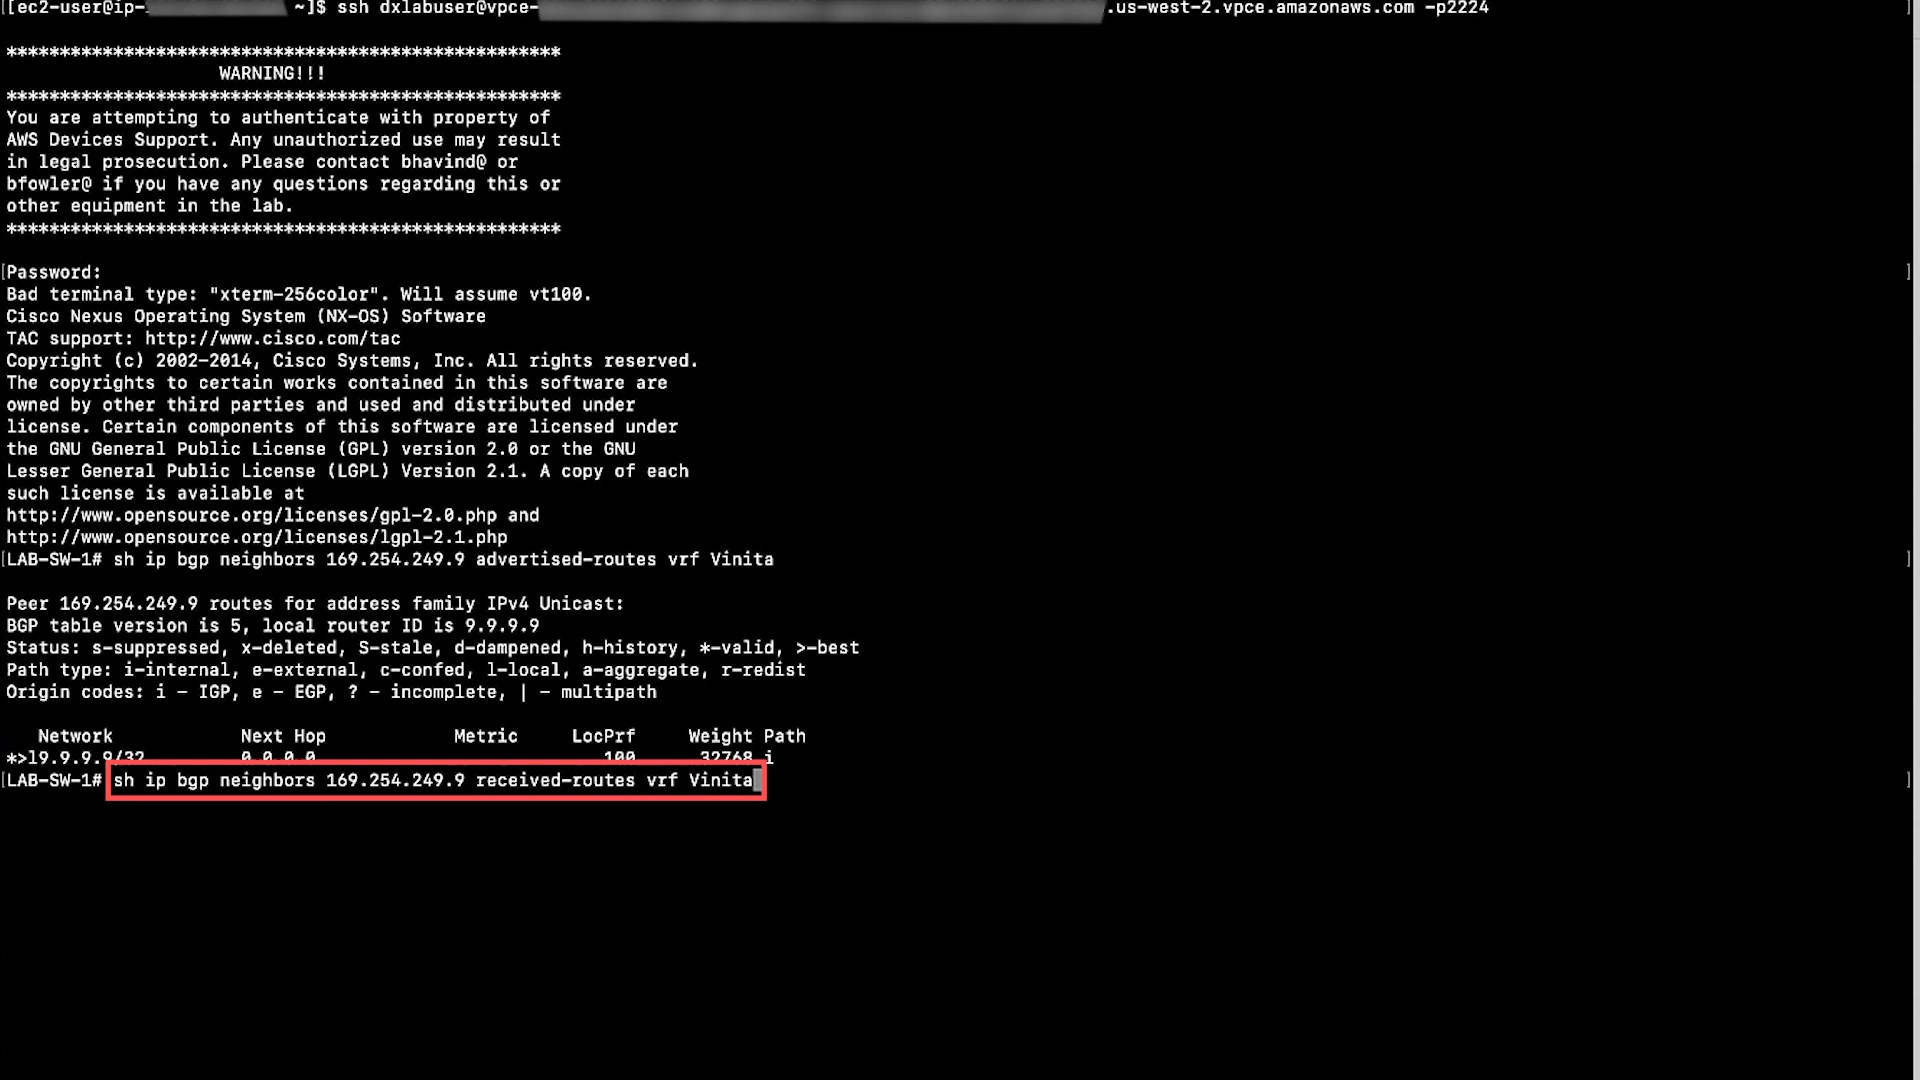 [[ec2-user@ip- ~]$ ssh dxlabuser@vpce- .us-west-2.vpce.amazonaws.com -p2224 ]
****************************************************
WARNING!!!
****************************************************
You are attempting to authenticate with property of
AWS Devices Support. Any unauthorized use may result
in legal prosecution. Please contact bhavind@ or
bfowler@ if you have any questions regarding this or
other equipment in the lab.
****************************************************
[Password: ]
Bad terminal type: "xterm-256color". Will assume vt100.
Cisco Nexus Operating System (NX-OS) Software
TAC support: http://www.cisco.com/tac
Copyright (c) 2002-2014, Cisco Systems, Inc. All rights reserved.
The copyrights to certain works contained in this software are
owned by other third parties and used and distributed under
license. Certain components of this software are licensed under
the GNU General Public License (GPL) version 2.0 or the GNU
Lesser General Public License (LGPL) Version 2.1. A copy of each
such license is available at
http://www.opensource.org/licenses/gpl-2.0.php and
http://www.opensource.org/licenses/lgpl-2.1.php
[LAB-SW-1# sh ip bgp neighbors 169.254.249.9 advertised-routes vrf Vinita ]
Peer 169.254.249.9 routes for address family IPv4 Unicast:
BGP table version is 5, local router ID is 9.9.9.9
Status: s-suppressed, x-deleted, S-stale, d-dampened, h-history, *-valid, >-best
Path type: i-internal, e-external, c-confed, l-local, a-aggregate, r-redist
Origin codes: i - IGP, e - EGP, ? - incomplete, | - multipath
Network Next Hop Metric LocPrf Weight Path
*>l9.9.9.9/32 0.0.0.0 100 32768 i
[LAB-SW-1# sh ip bgp neighbors 169.254.249.9 received-routes vrf Vinita ]